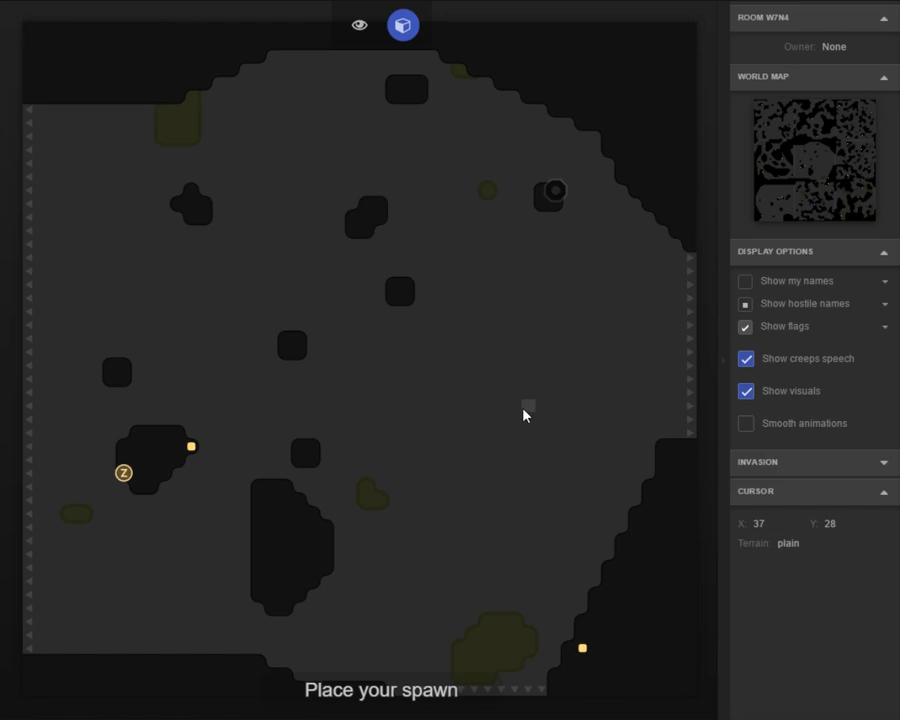 ROOM W7N4
Owner: None
WORLD MAP
DISPLAY OPTIONS
Show my names
Show hostile names
Show flags
Show creeps speech
Show visuals
Smooth animations
INVASION
CURSOR
X: 37 Y: 28
Terrain: plain
Z
Place your spawn